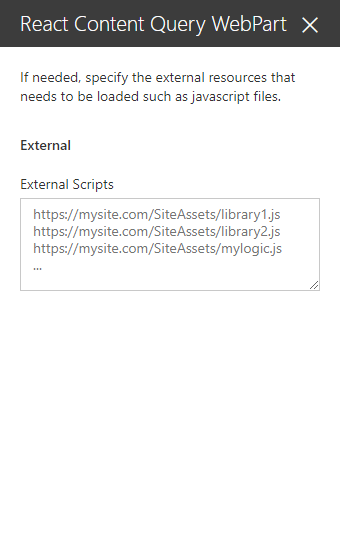 React Content Query WebPart
If needed, specify the external resources that
needs to be loaded such as javascript files.
External
External Scripts
https://mysite.com/SiteAssets/library1.js
https://mysite.com/SiteAssets/library2.js
https://mysite.com/SiteAssets/mylogic.js
...